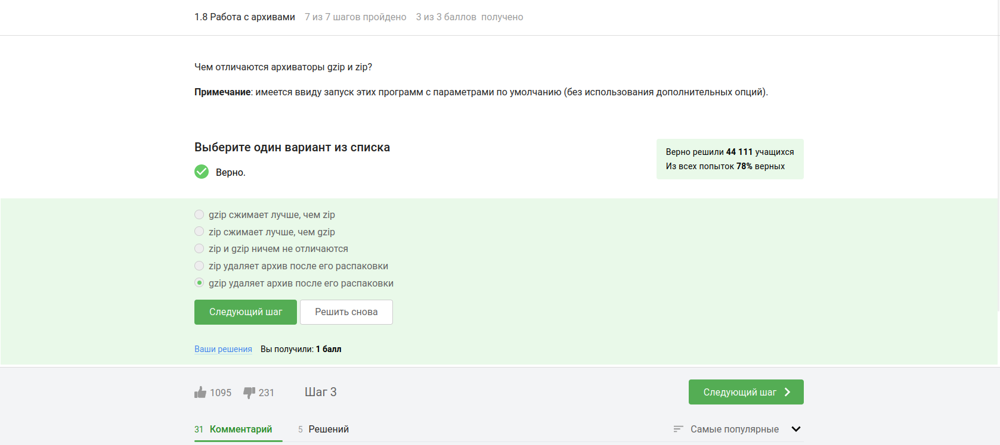 1.8 Работа с архивами 7 из 7 шагов пройдено 3 из 3 баллов получено
Чем отличаются архиваторы gzip и zip?
Примечание: имеется ввиду запуск этих программ с параметрами по умолчанию (без использования дополнительных опций).
Выберите один вариант из списка
Верно.
Верно решили 44 111 учащихся
Из всех попыток 78% верных
gzip сжимает лучше, чем zip
zip сжимает лучше, чем gzip
zip и gzip ничем не отличаются
zip удаляет архив после его распаковки
gzip удаляет архив после его распаковки
Следующий шаг Решить снова
Ваши решения Вы получили: 1 балл
1095 231 Шаг 3 Следующий шаг
31 Комментарий 5 Решений Самые популярные